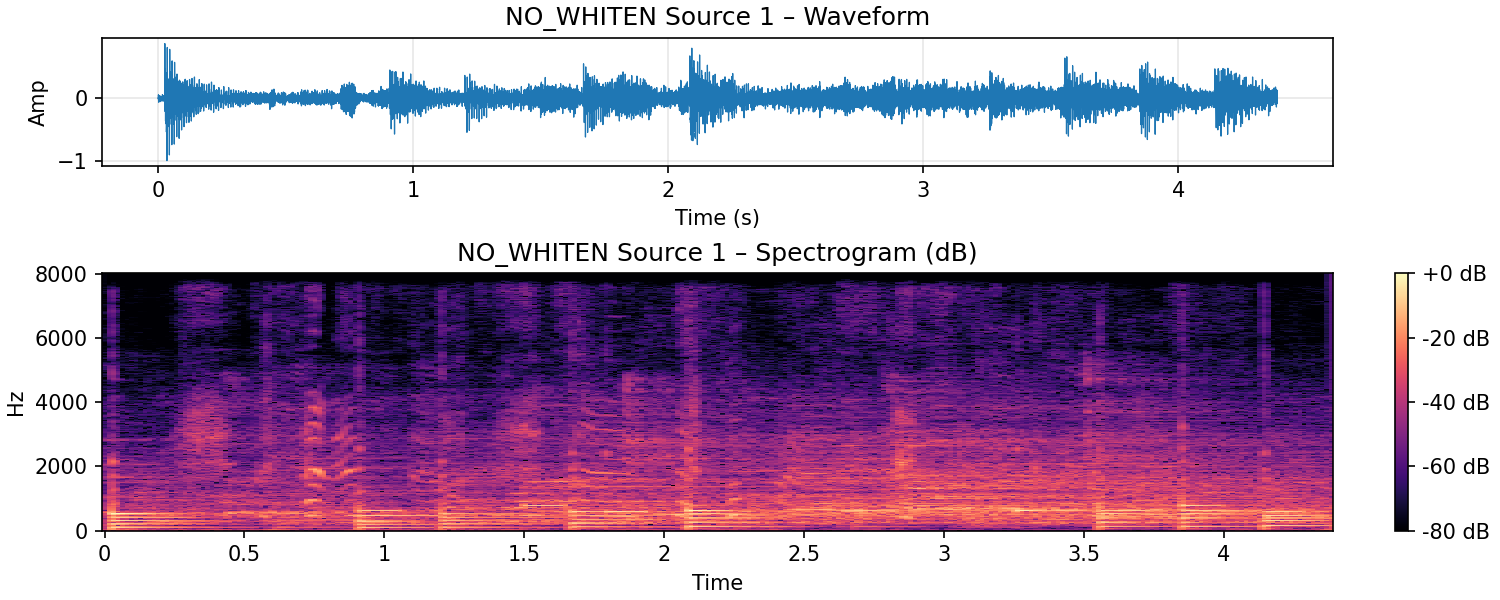 NO_WHITEN Source 1 – Waveform
Amp
0
−1
0 1 2 3 4
Time (s)
NO_WHITEN Source 1 – Spectrogram (dB)
Hz
8000
6000
4000
2000
0
0 0.5 1 1.5 2 2.5 3 3.5 4
Time
+0 dB
-20 dB
-40 dB
-60 dB
-80 dB